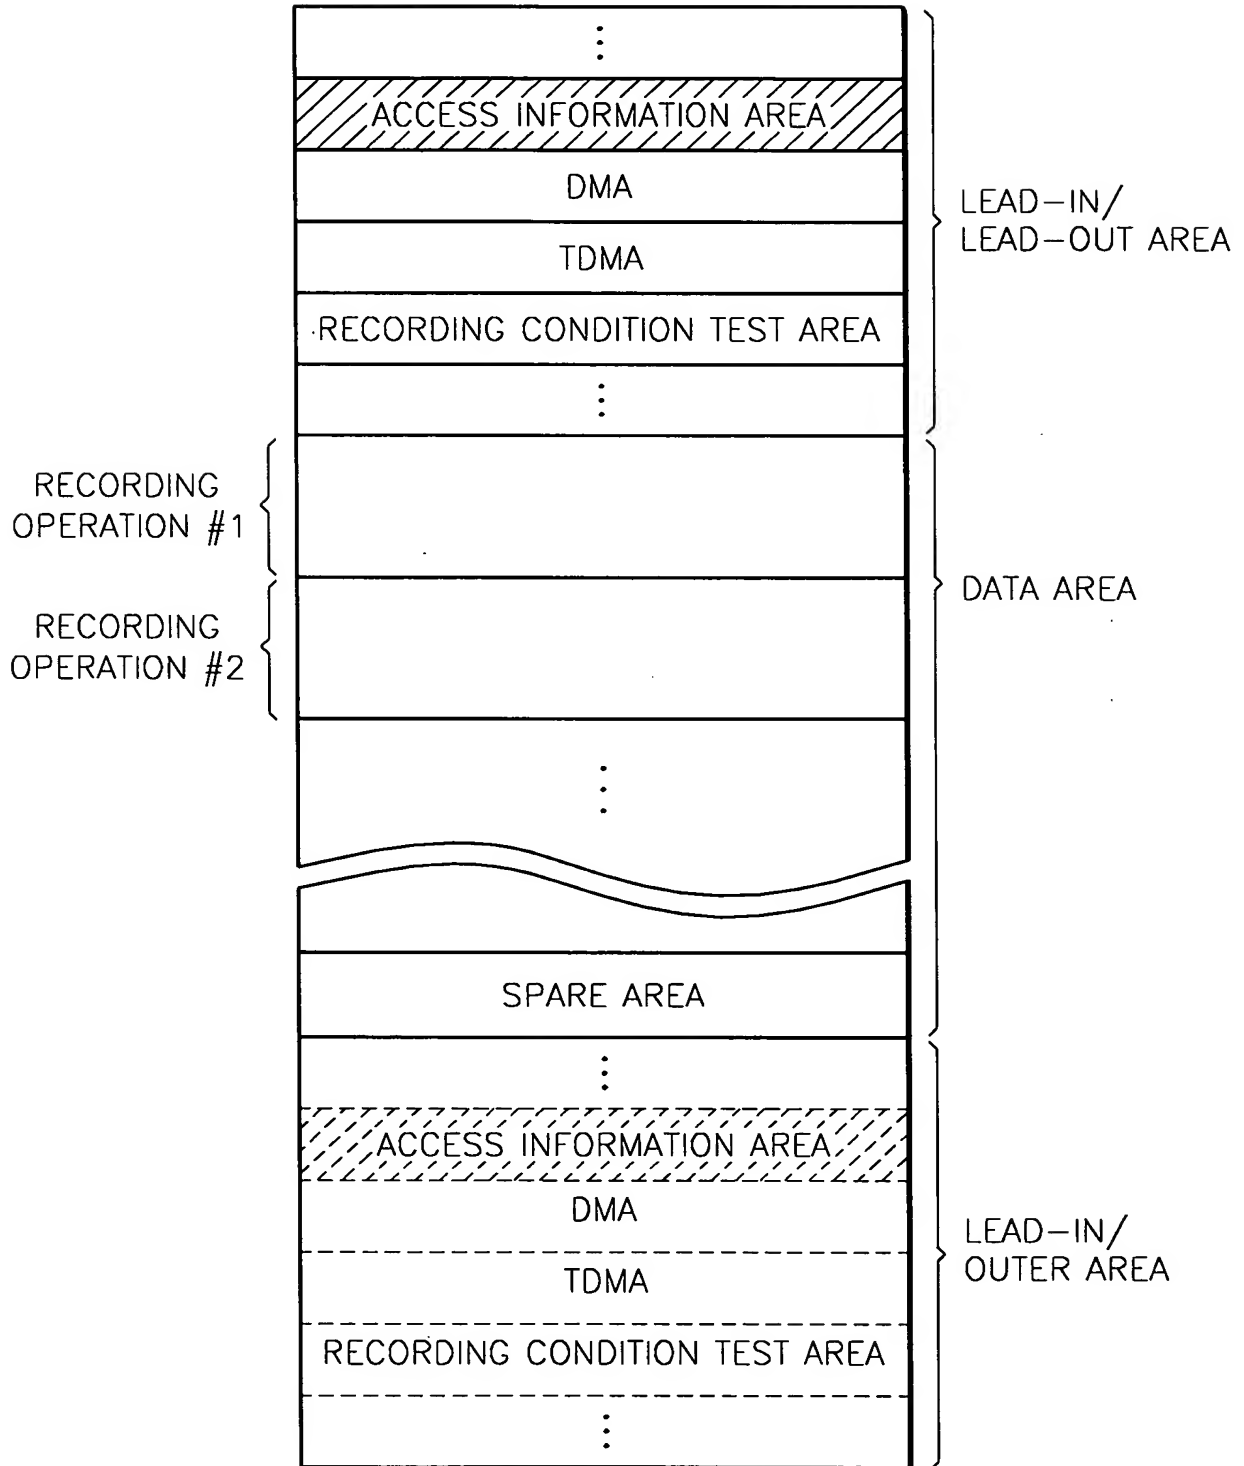 ACCESS INFORMATION AREA
DMA
TDMA
RECORDING CONDITION TEST AREA
LEAD-IN/
LEAD-OUT AREA
RECORDING
OPERATION #1
RECORDING
OPERATION #2
DATA AREA
SPARE AREA
ACCESS INFORMATION AREA
DMA
TDMA
RECORDING CONDITION TEST AREA
LEAD-IN/
OUTER AREA